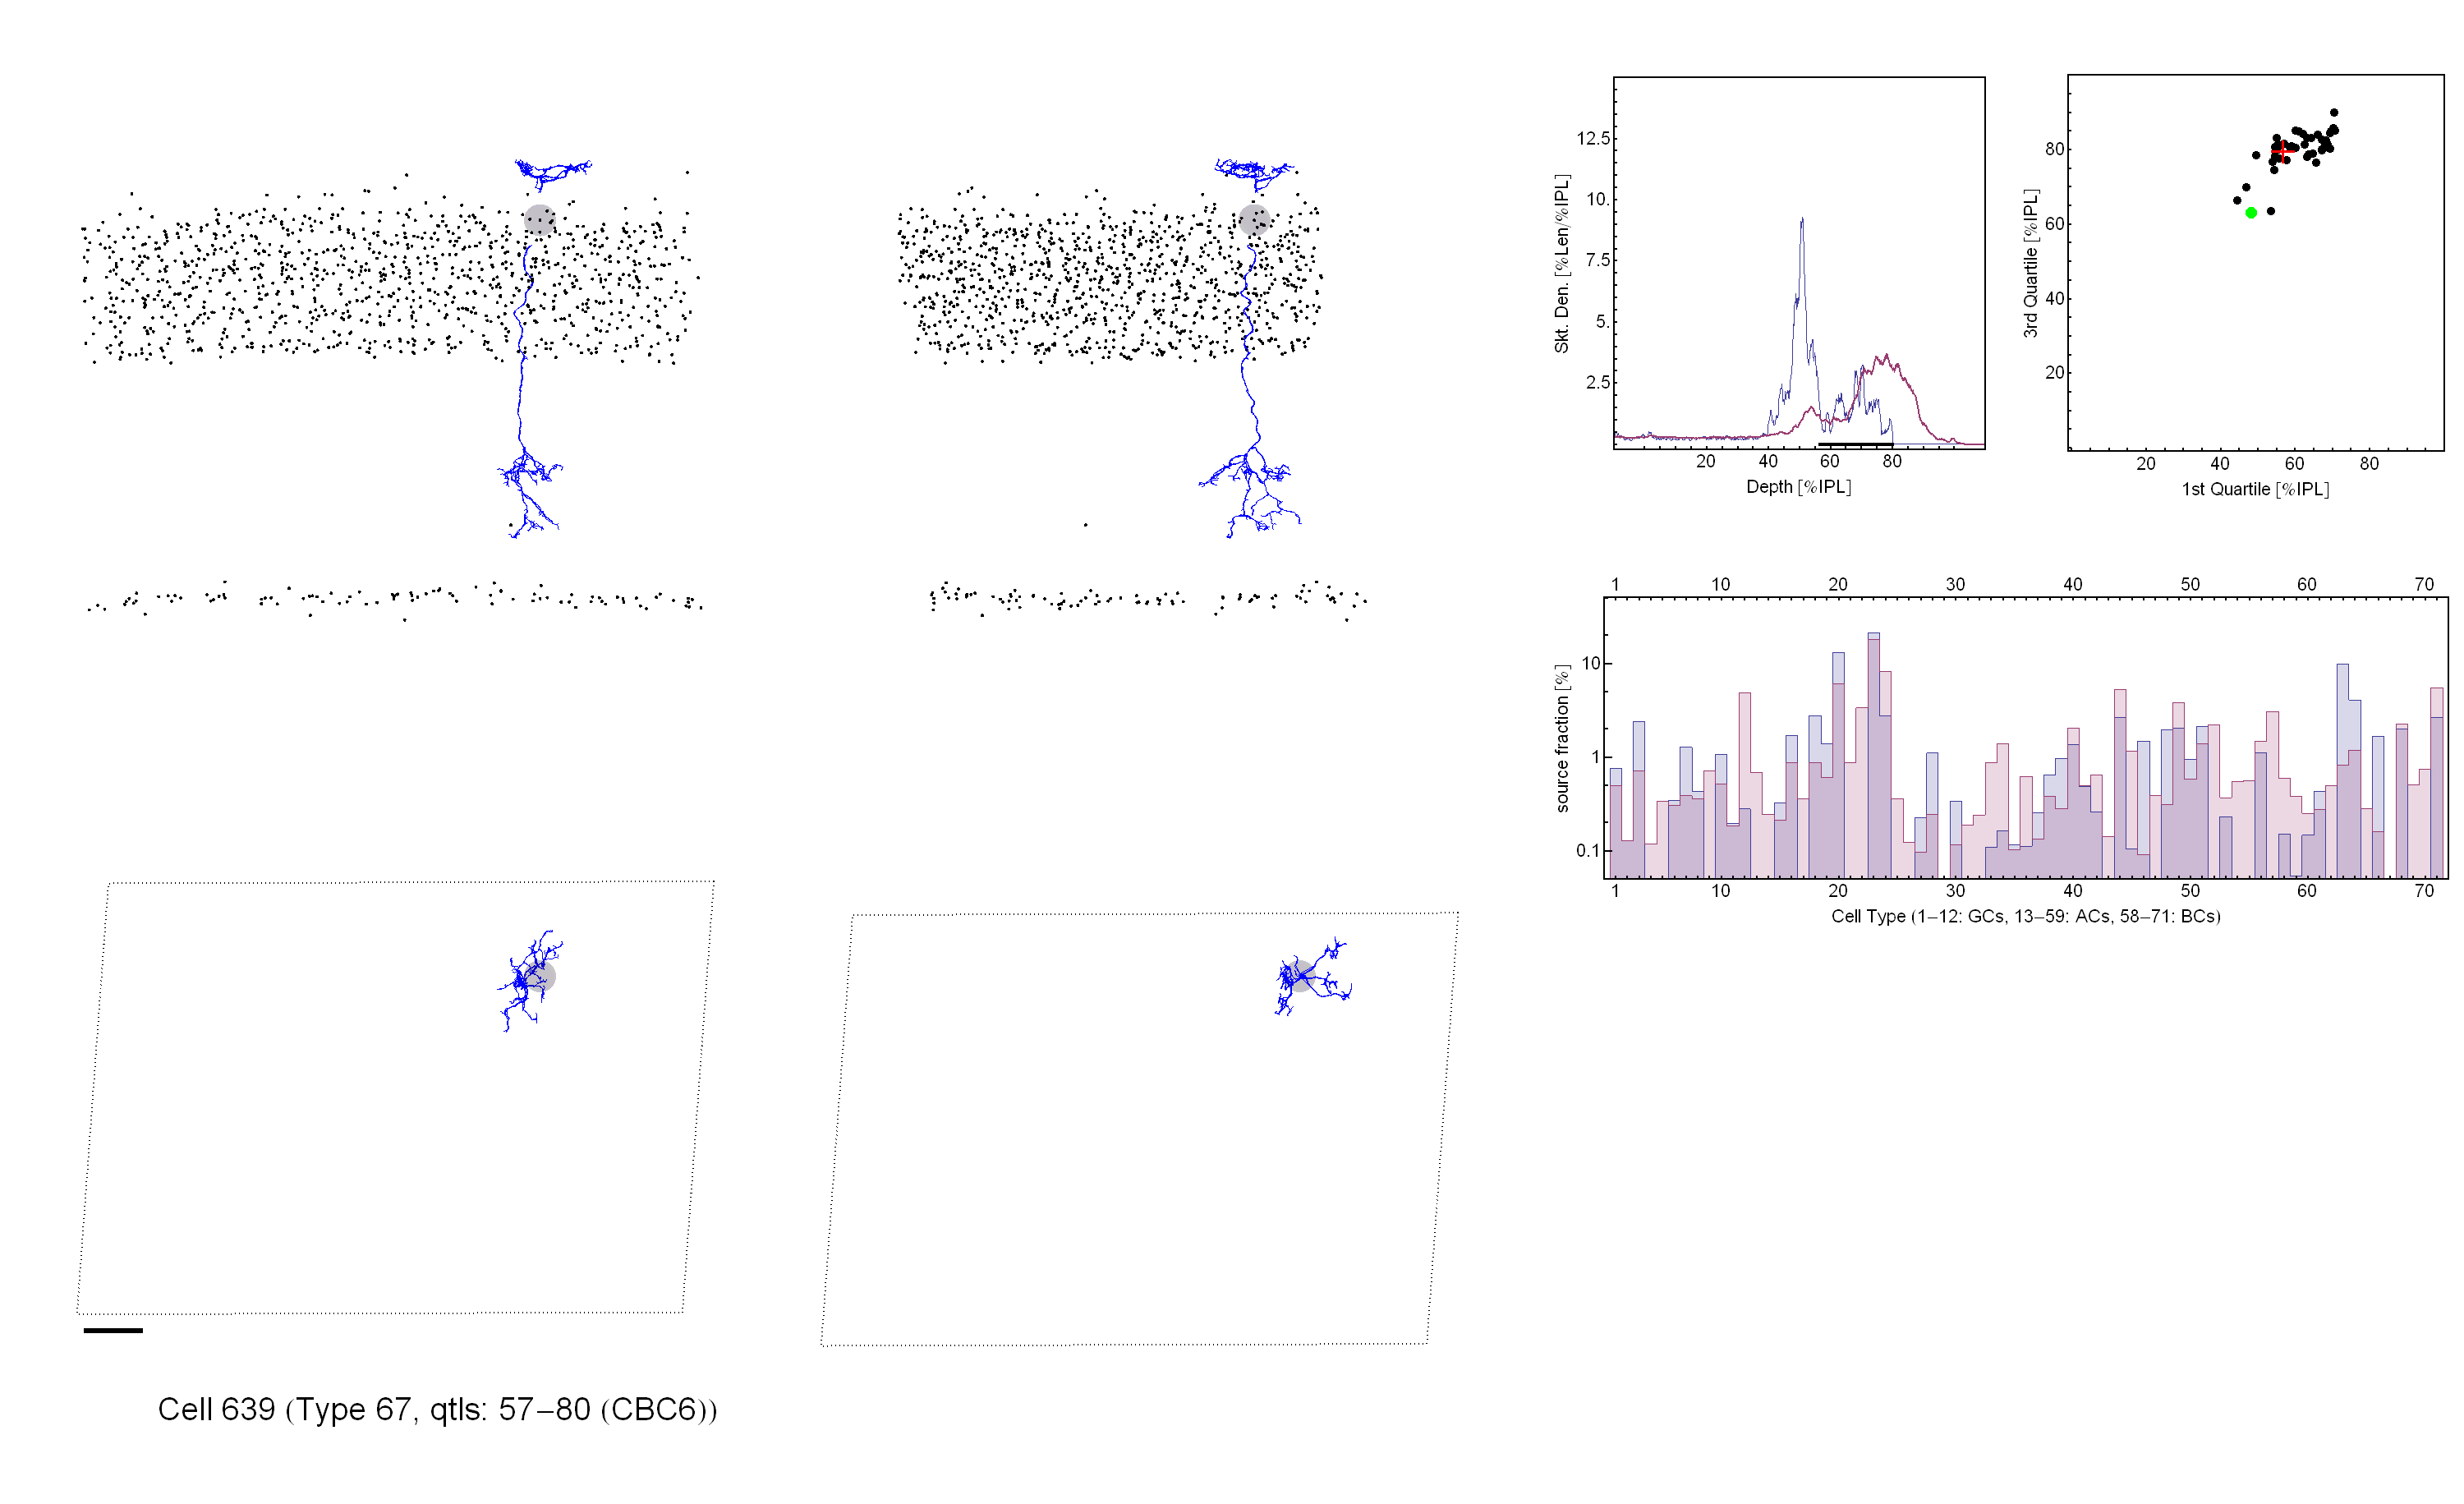 12.5
10.
7.5
5.
2.5
Skt. Den. [%Len/%IPL]
20 40 60 80
Depth [%IPL]
80
60
40
20
3rd Quartile [%IPL]
20 40 60 80
1st Quartile [%IPL]
1 10 20 30 40 50 60 70
10
1
0.1
source fraction [%]
1 10 20 30 40 50 60 70
Cell Type (1–12: GCs, 13–59: ACs, 58–71: BCs)
Cell 639 (Type 67, qtls: 57–80 (CBC6))